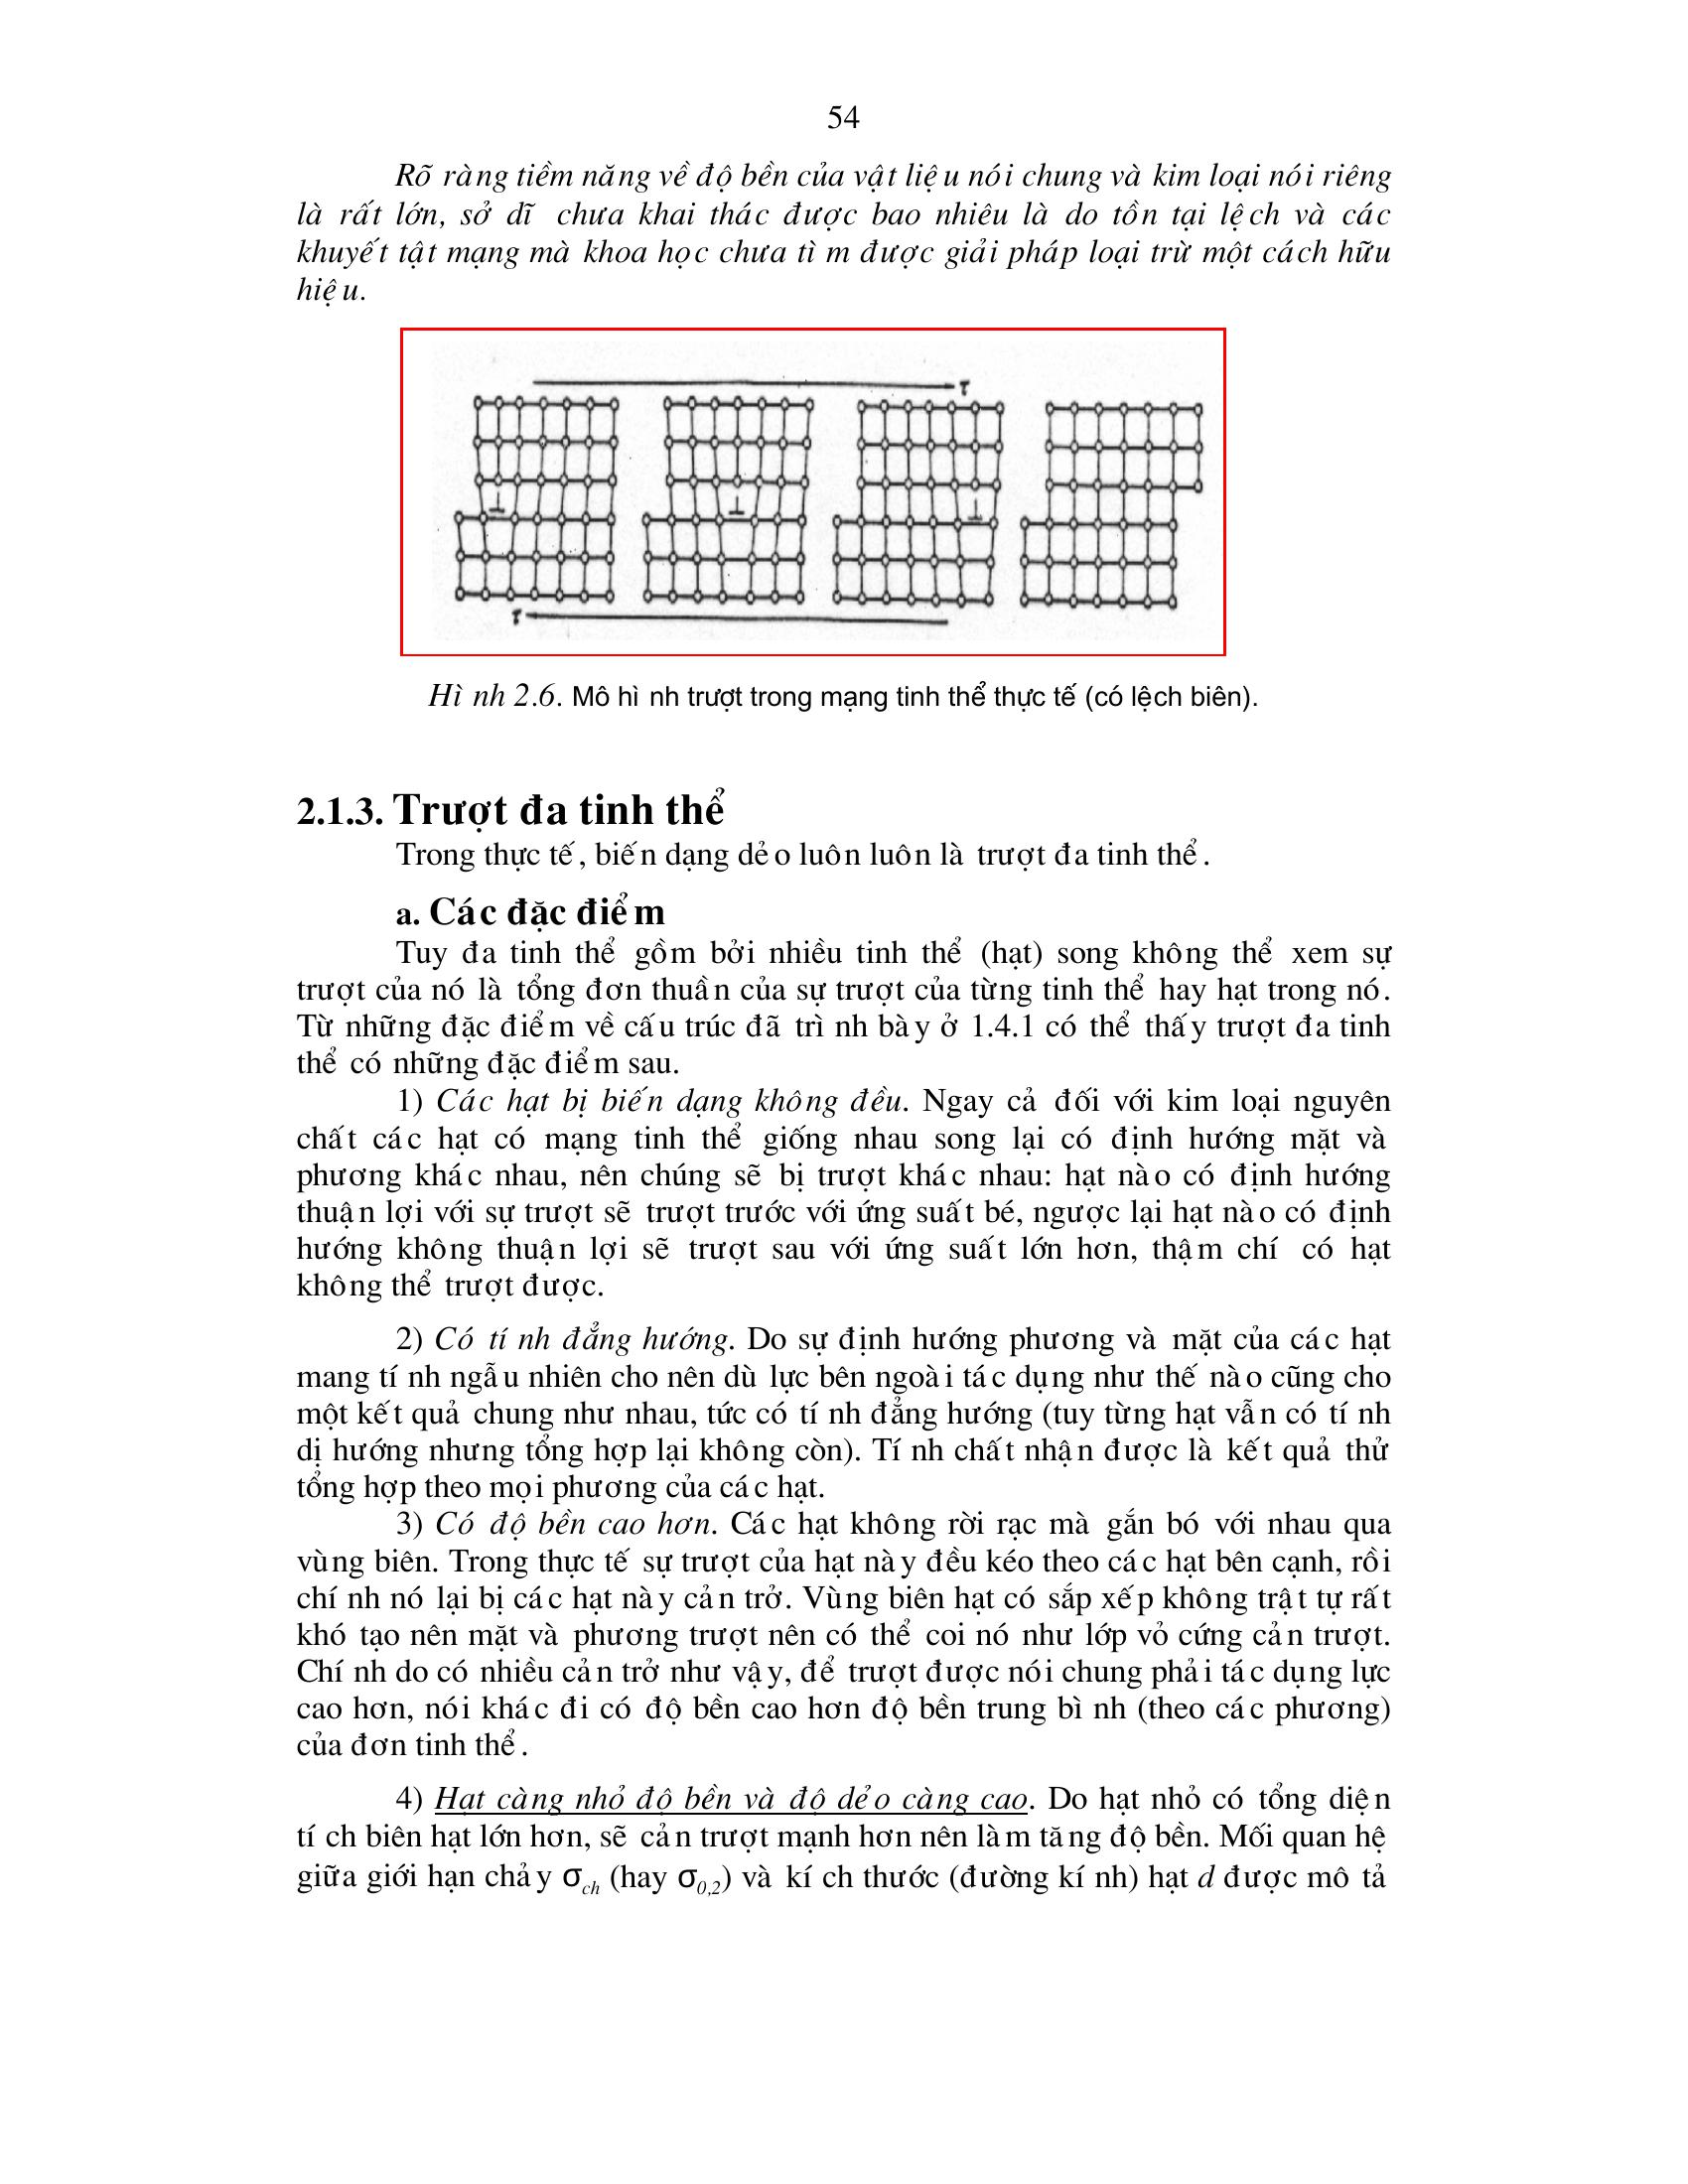 54
Rõ ràng tiềm năng về độ bền của vật liệu nói chung và kim loại nói riêng
là rất lớn, sở dĩ chưa khai thác được bao nhiêu là do tồn tại lệch và các
khuyết tật mạng mà khoa học chưa tìm được giải pháp loại trừ một cách hữu
hiệu.
τ
⊥ ⊥ ⊥
τ
Hình 2.6. Mô hình trượt trong mạng tinh thể thực tế (có lệch biên).
2.1.3. Trượt đa tinh thể
Trong thực tế, biến dạng dẻo luôn luôn là trượt đa tinh thể.
a. Các đặc điểm
Tuy đa tinh thể gồm bởi nhiều tinh thể (hạt) song không thể xem sự
trượt của nó là tổng đơn thuần của sự trượt của từng tinh thể hay hạt trong nó.
Từ những đặc điểm về cấu trúc đã trình bày ở 1.4.1 có thể thấy trượt đa tinh
thể có những đặc điểm sau.
1) Các hạt bị biến dạng không đều. Ngay cả đối với kim loại nguyên
chất các hạt có mạng tinh thể giống nhau song lại có định hướng mặt và
phương khác nhau, nên chúng sẽ bị trượt khác nhau: hạt nào có định hướng
thuận lợi với sự trượt sẽ trượt trước với ứng suất bé, ngược lại hạt nào có định
hướng không thuận lợi sẽ trượt sau với ứng suất lớn hơn, thậm chí có hạt
không thể trượt được.
2) Có tính đẳng hướng. Do sự định hướng phương và mặt của các hạt
mang tính ngẫu nhiên cho nên dù lực bên ngoài tác dụng như thế nào cũng cho
một kết quả chung như nhau, tức có tính đẳng hướng (tuy từng hạt vẫn có tính
dị hướng nhưng tổng hợp lại không còn). Tính chất nhận được là kết quả thử
tổng hợp theo mọi phương của các hạt.
3) Có độ bền cao hơn. Các hạt không rời rạc mà gắn bó với nhau qua
vùng biên. Trong thực tế sự trượt của hạt này đều kéo theo các hạt bên cạnh, rồi
chính nó lại bị các hạt này cản trở. Vùng biên hạt có sắp xếp không trật tự rất
khó tạo nên mặt và phương trượt nên có thể coi nó như lớp vỏ cứng cản trượt.
Chính do có nhiều cản trở như vậy, để trượt được nói chung phải tác dụng lực
cao hơn, nói khác đi có độ bền cao hơn độ bền trung bình (theo các phương)
của đơn tinh thể.
4) Hạt càng nhỏ độ bền và độ dẻo càng cao. Do hạt nhỏ có tổng diện
tích biên hạt lớn hơn, sẽ cản trượt mạnh hơn nên làm tăng độ bền. Mối quan hệ
giữa giới hạn chảy σch (hay σ0,2) và kích thước (đường kính) hạt d được mô tả